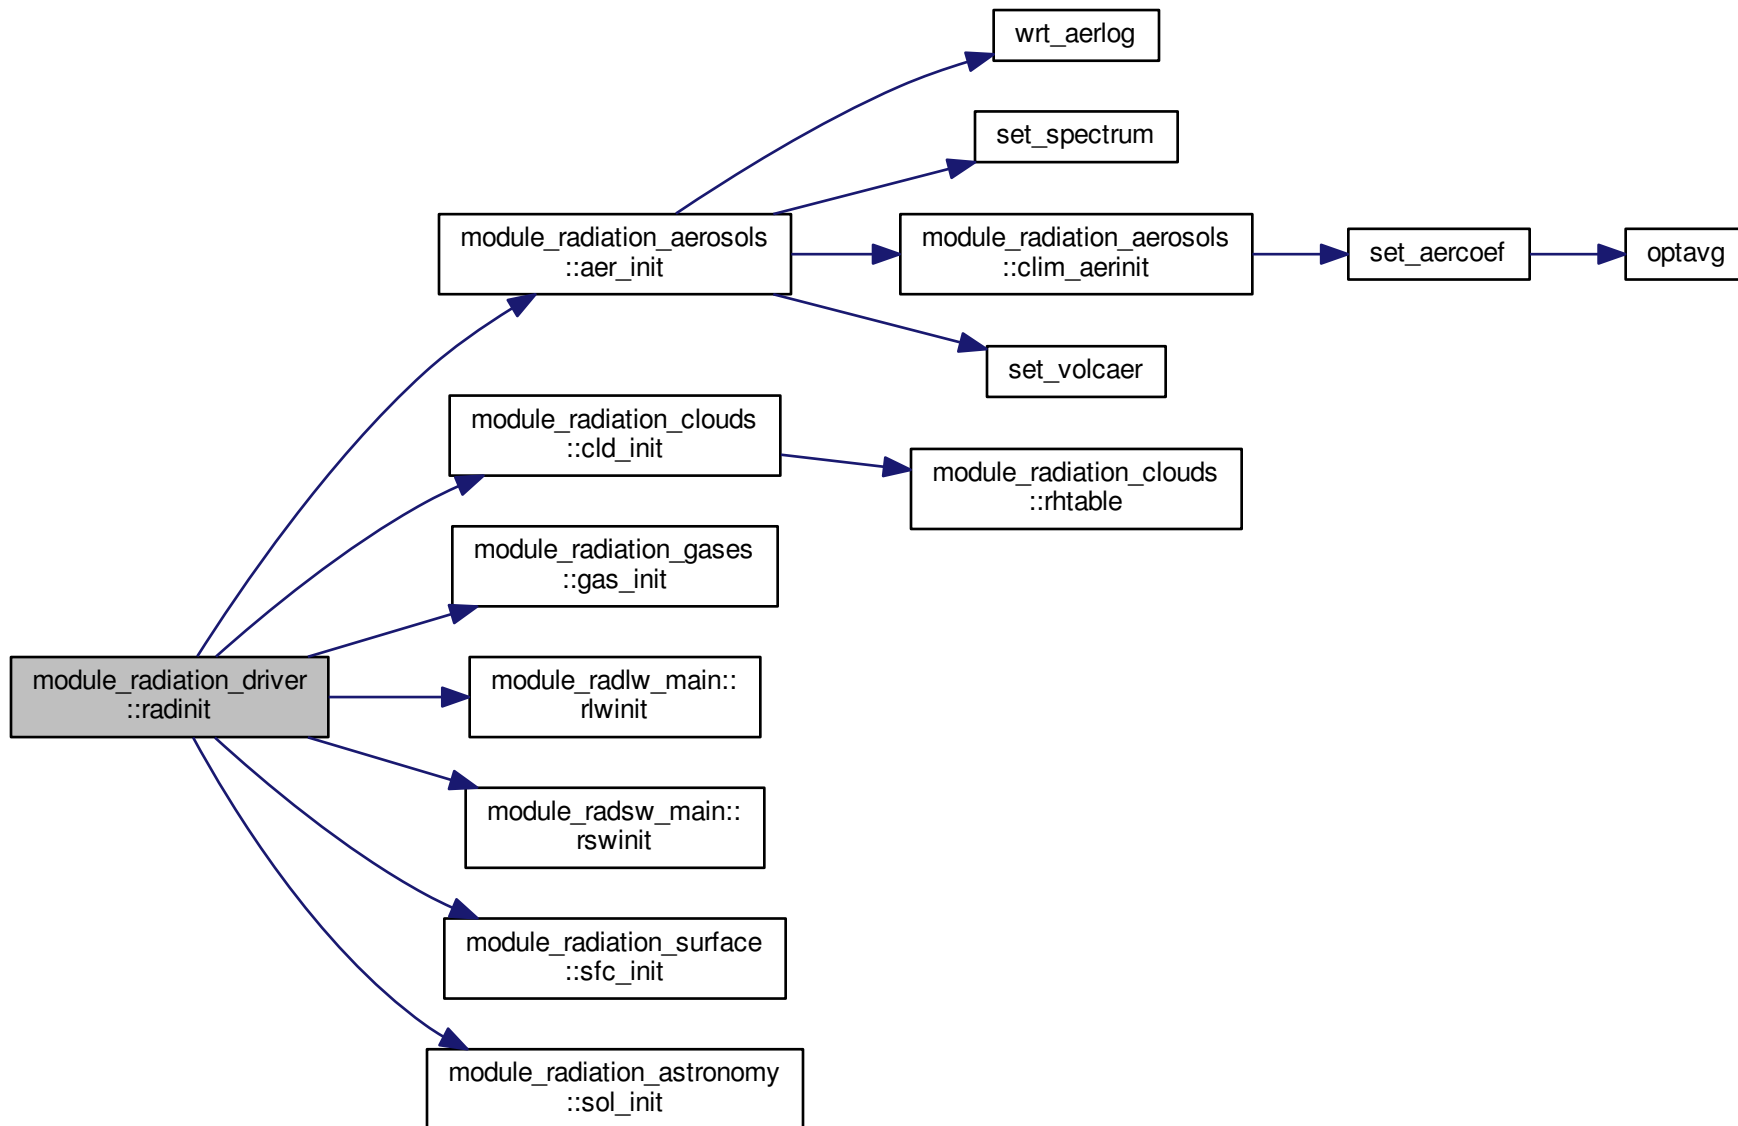 wrt_aerlog
set_spectrum
module_radiation_aerosols
::aer_init
module_radiation_aerosols
::clim_aerinit
set_aercoef
optavg
set_volcaer
module_radiation_clouds
::cld_init
module_radiation_clouds
::rhtable
module_radiation_gases
::gas_init
module_radiation_driver
::radinit
module_radlw_main::
rlwinit
module_radsw_main::
rswinit
module_radiation_surface
::sfc_init
module_radiation_astronomy
::sol_init